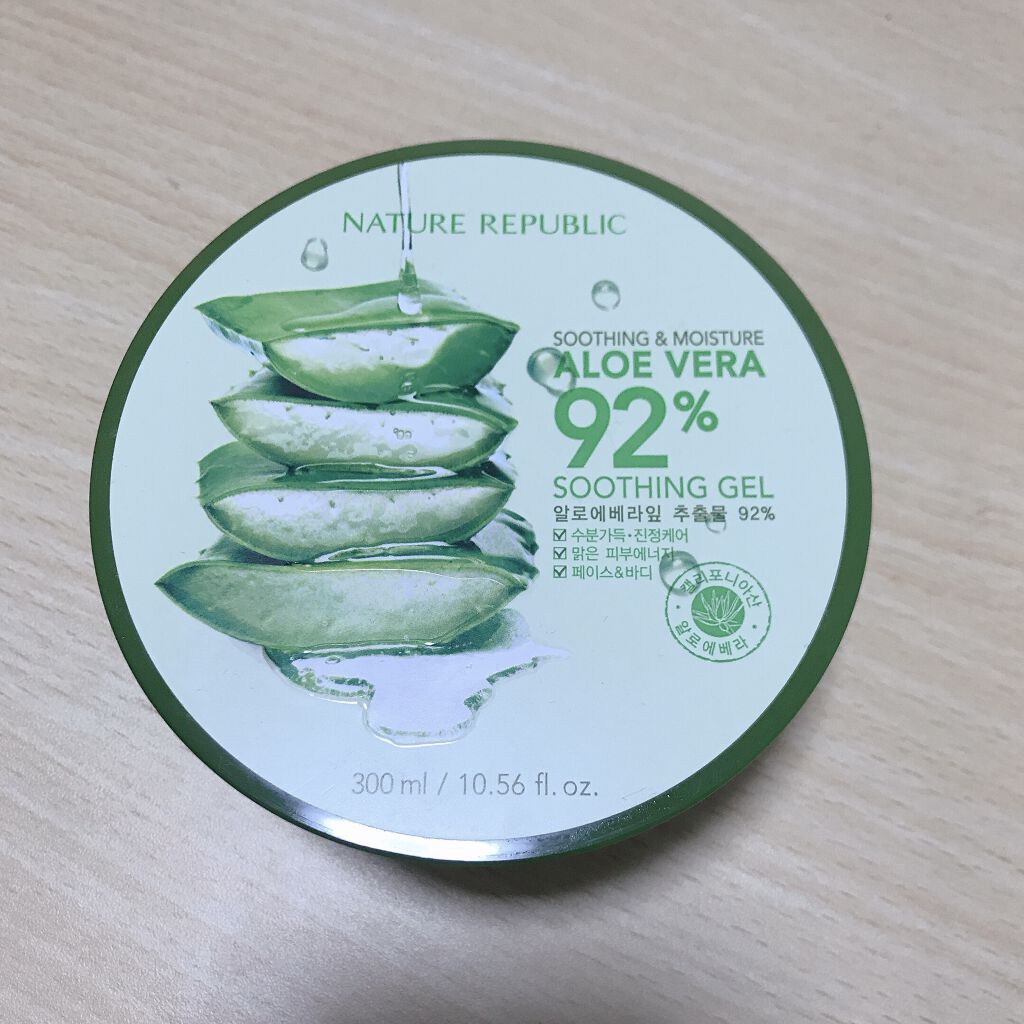 NATURE REPUBLIC
SOOTHING & MOISTURE
ALOE VERA
92%
SOOTHING GEL
알로에베라잎 추출물 92%
☑ 수분가득·진정케어
☑ 맑은 피부에너지
☑ 페이스&바디
캘리포니아산
알로에베라
300 ml / 10.56 fl. oz.